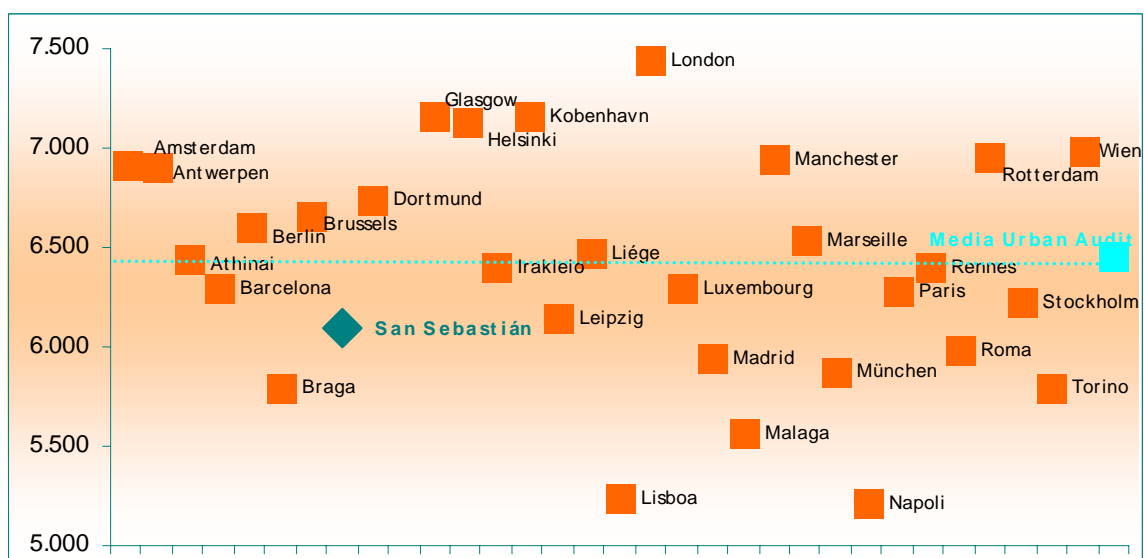 7.500
London
Glasgow
Kobenhavn
Helsinki
7.000
Amsterdam
Antwerpen
Manchester
Wien
Rotterdam
Dortmund
Brussels
Berlin
6.500
Marseille
Media Urban Audit
Liége
Athinai
Irakleio
Rennes
Barcelona
Luxembourg
Paris
Stockholm
Leipzig
San Sebastián
6.000
Madrid
Roma
München
Braga
Torino
5.500
Malaga
Lisboa
Napoli
5.000